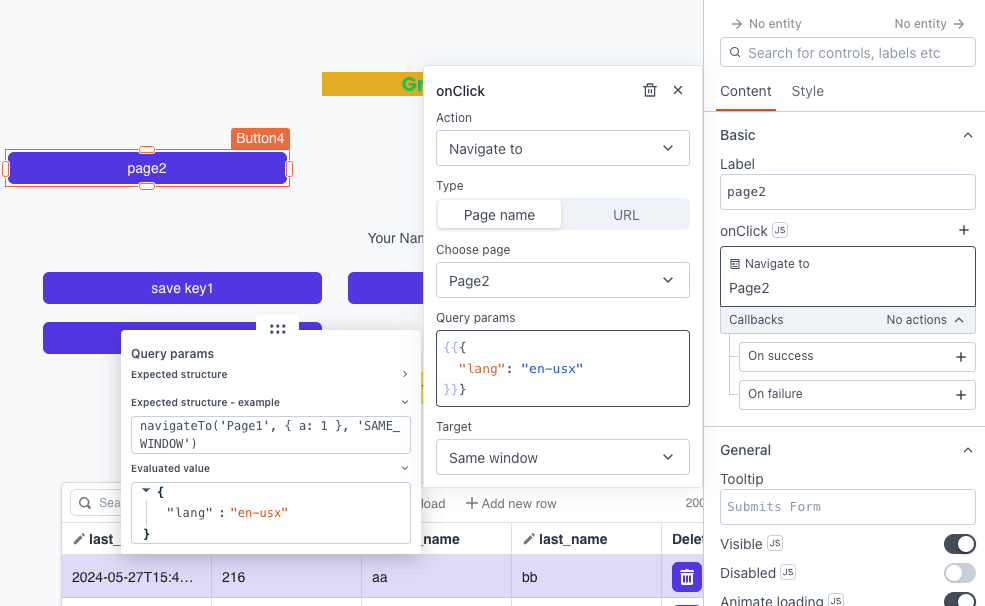 No entity
No entity
Search for controls, labels etc
Content
Style
Basic
Label
page2
onClick JS
Navigate to
Page2
Callbacks
No actions
On success
On failure
General
Tooltip
Submits Form
Visible JS
Disabled JS
Animate loading JS
onClick
Action
Navigate to
Type
Page name
URL
Choose page
Page2
Query params
{{{
"lang": "en-usx"
}}}
Target
Same window
Gr
Button4
page2
Your Nam
save key1
Query params
Expected structure
Expected structure - example
navigateTo('Page1', { a: 1 }, 'SAME_
WINDOW')
Evaluated value
{
"lang" : "en-usx"
}
Sea
load
Add new row
200
last_
_name
last_name
Delet
2024-05-27T15:4...
216
aa
bb